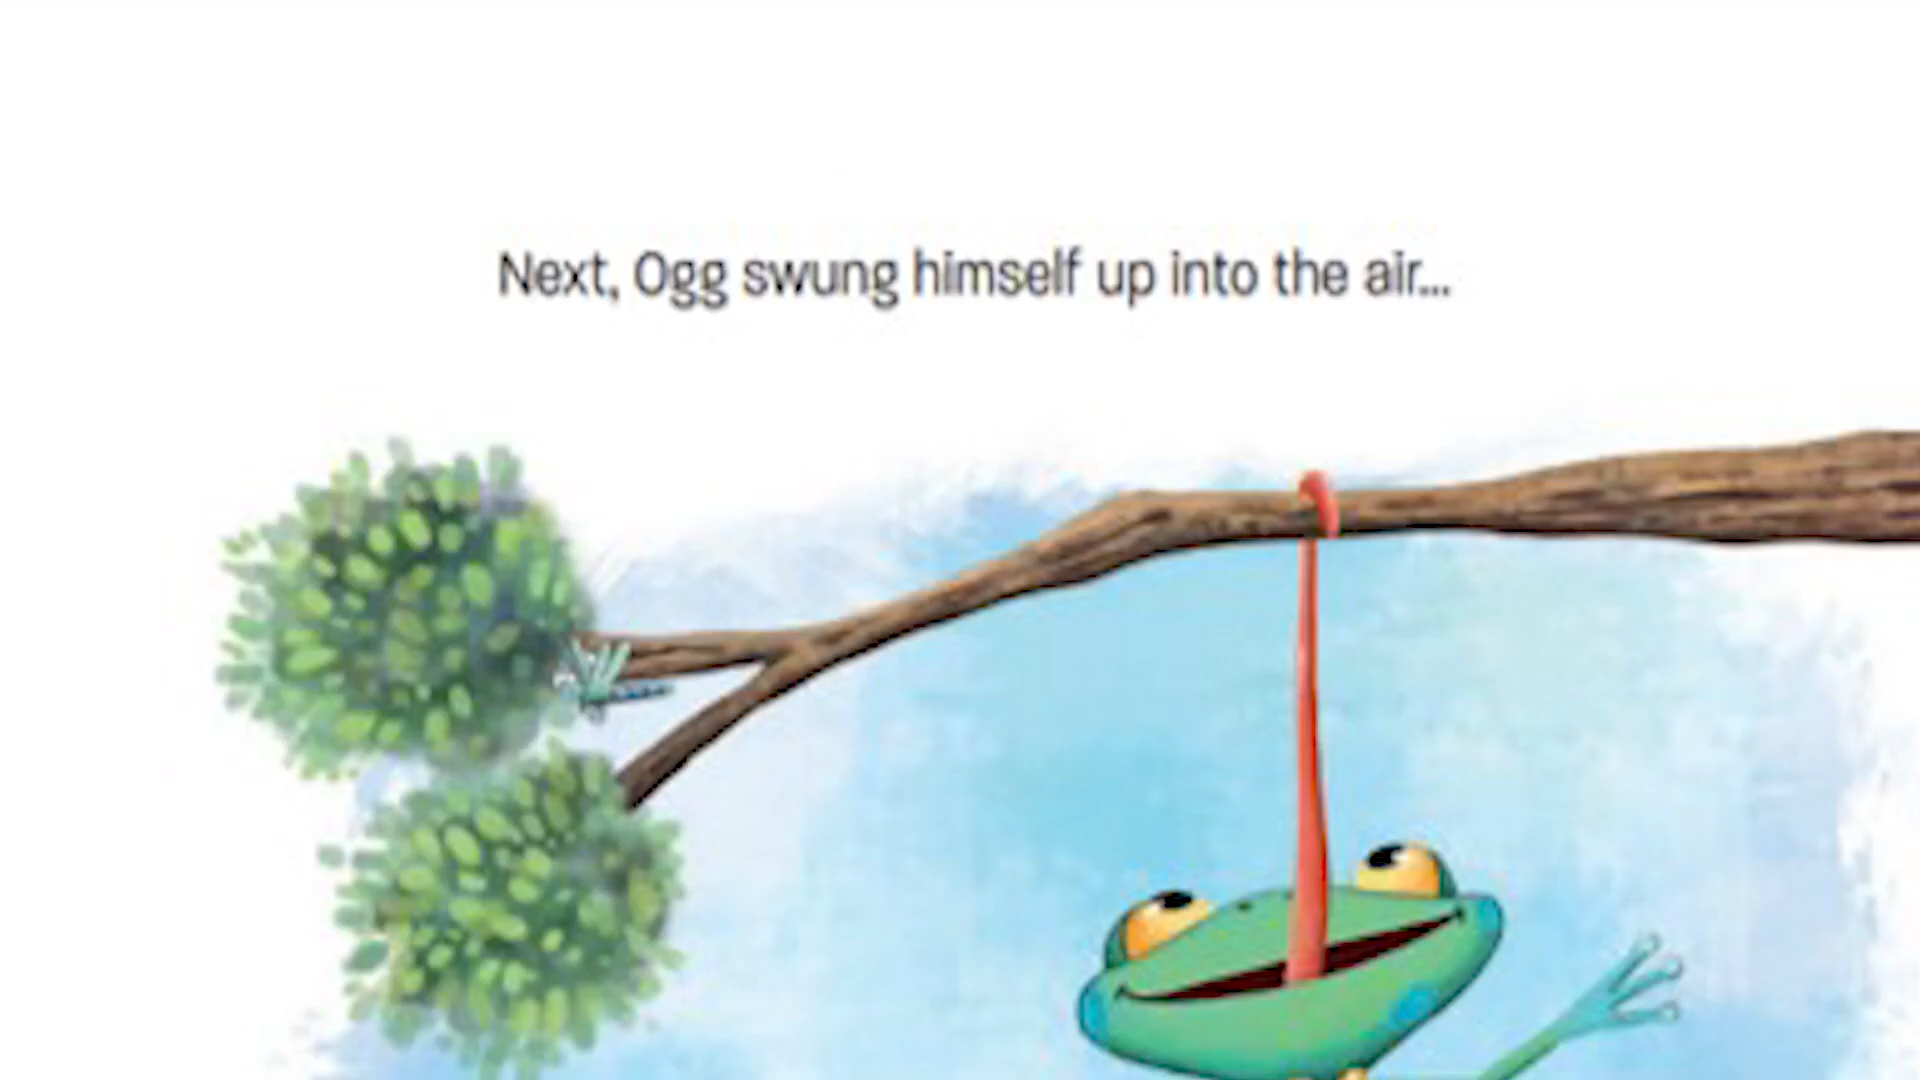 Next, Ogg swung himself up into the air...